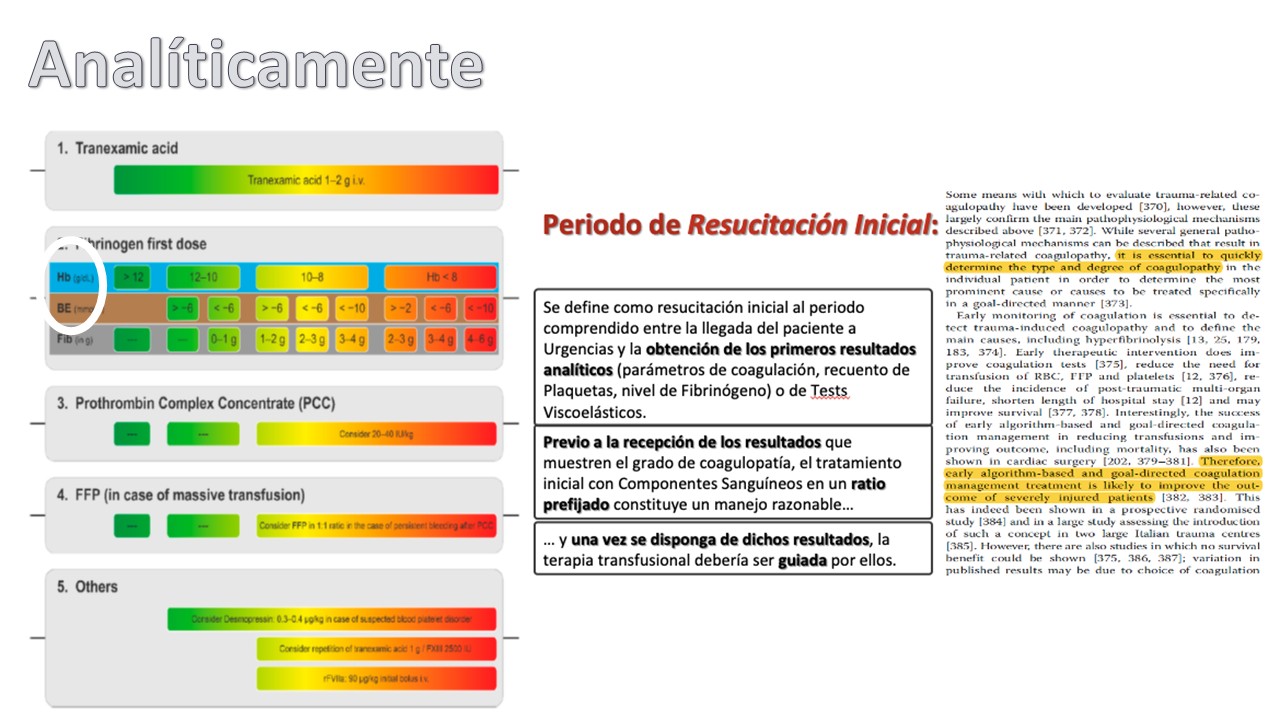 Analíticamente
1. Tranexamic acid
Tranexamic acid 1–2 g i.v.
2. Fibrinogen first dose
Hb (g/dL) > 12 12–10 10–8 Hb < 8
BE > −6 < −6 > −6 < −6 < −10 > −2 < −6 < −10
Fib (in g) --- --- 0–1 g 1–2 g 2–3 g 3–4 g 2–3 g 3–4 g 4–6 g
3. Prothrombin Complex Concentrate (PCC)
--- --- Consider 20–40 IU/kg
4. FFP (in case of massive transfusion)
--- --- Consider FFP in 1:1 ratio in the case of persistent bleeding after PCC
5. Others
Consider Desmopressin: 0.3–0.4 µg/kg in case of suspected blood platelet disorder
Consider repetition of tranexamic acid 1 g / FXIII 2500 IU
rFVIIa: 90 µg/kg initial bolus i.v.
Periodo de Resucitación Inicial:
Se define como resucitación inicial al periodo
comprendido entre la llegada del paciente a
Urgencias y la obtención de los primeros resultados
analíticos (parámetros de coagulación, recuento de
Plaquetas, nivel de Fibrinógeno) o de Tests
Viscoelásticos.
Previo a la recepción de los resultados que
muestren el grado de coagulopatía, el tratamiento
inicial con Componentes Sanguíneos en un ratio
prefijado constituye un manejo razonable…
… y una vez se disponga de dichos resultados, la
terapia transfusional debería ser guiada por ellos.
Some means with which to evaluate trauma-related co-
agulopathy have been developed [370], however, these
largely confirm the main pathophysiological mechanisms
described above [371, 372]. While several general patho-
physiological mechanisms can be described that result in
trauma-related coagulopathy, it is essential to quickly
determine the type and degree of coagulopathy in the
individual patient in order to determine the most
prominent cause or causes to be treated specifically
in a goal-directed manner [373].
Early monitoring of coagulation is essential to de-
tect trauma-induced coagulopathy and to define the
main causes, including hyperfibrinolysis [13, 25, 179,
183, 374]. Early therapeutic intervention does im-
prove coagulation tests [375], reduce the need for
transfusion of RBC, FFP and platelets [12, 376], re-
duce the incidence of post-traumatic multi-organ
failure, shorten length of hospital stay [12] and may
improve survival [377, 378]. Interestingly, the success
of early algorithm-based and goal-directed coagula-
tion management in reducing transfusions and im-
proving outcome, including mortality, has also been
shown in cardiac surgery [202, 379–381]. Therefore,
early algorithm-based and goal-directed coagulation
management treatment is likely to improve the out-
come of severely injured patients [382, 383]. This
has indeed been shown in a prospective randomised
study [384] and in a large study assessing the introduction
of such a concept in two large Italian trauma centres
[385]. However, there are also studies in which no survival
benefit could be shown [375, 386, 387]; variation in
published results may be due to choice of coagulation